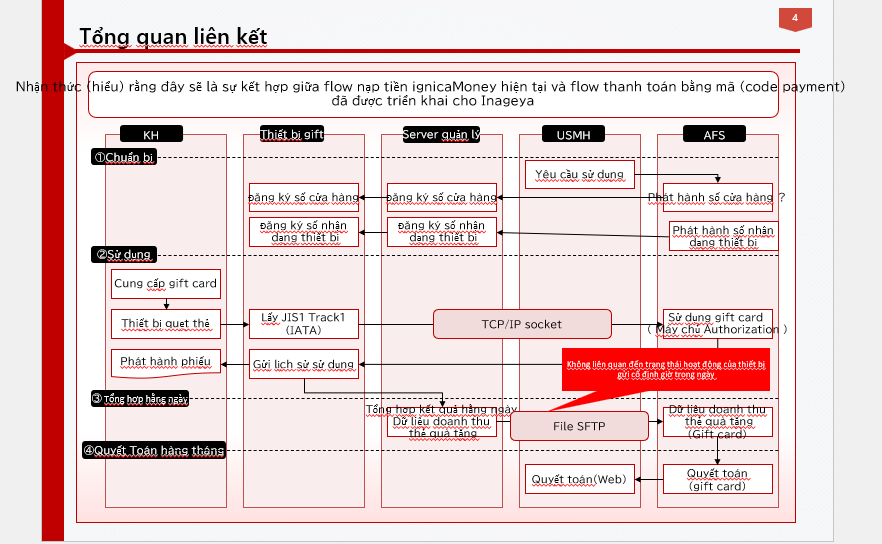 4
Tổng quan liên kết
Nhận thức (hiểu) rằng đây sẽ là sự kết hợp giữa flow nạp tiền ignicaMoney hiện tại và flow thanh toán bằng mã (code payment)
đã được triển khai cho Inageya
KH
Thiết bị gift
Server quản lý
USMH
AFS
①Chuẩn bị
Yêu cầu sử dụng
Đăng ký số cửa hàng
Đăng ký số cửa hàng
Phát hành số cửa hàng ?
Đăng ký số nhận
dạng thiết bị
Đăng ký số nhận
dạng thiết bị
Phát hành số nhận
dạng thiết bị
②Sử dụng
Cung cấp gift card
Thiết bị quẹt thẻ
Lấy JIS1 Track1
(IATA)
TCP/IP socket
Sử dụng gift card
( Máy chủ Authorization )
Phát hành phiếu
Gửi lịch sử sử dụng
Không liên quan đến trạng thái hoạt động của thiết bị
gửi cố định giờ trong ngày
③Tổng hợp hằng ngày
Tổng hợp kết quả hằng ngày
Dữ liệu doanh thu
thẻ quà tặng
File SFTP
Dữ liệu doanh thu
thẻ quà tặng
(Gift card)
④Quyết Toán hàng tháng
Quyết toán(Web)
Quyết toán
(gift card)